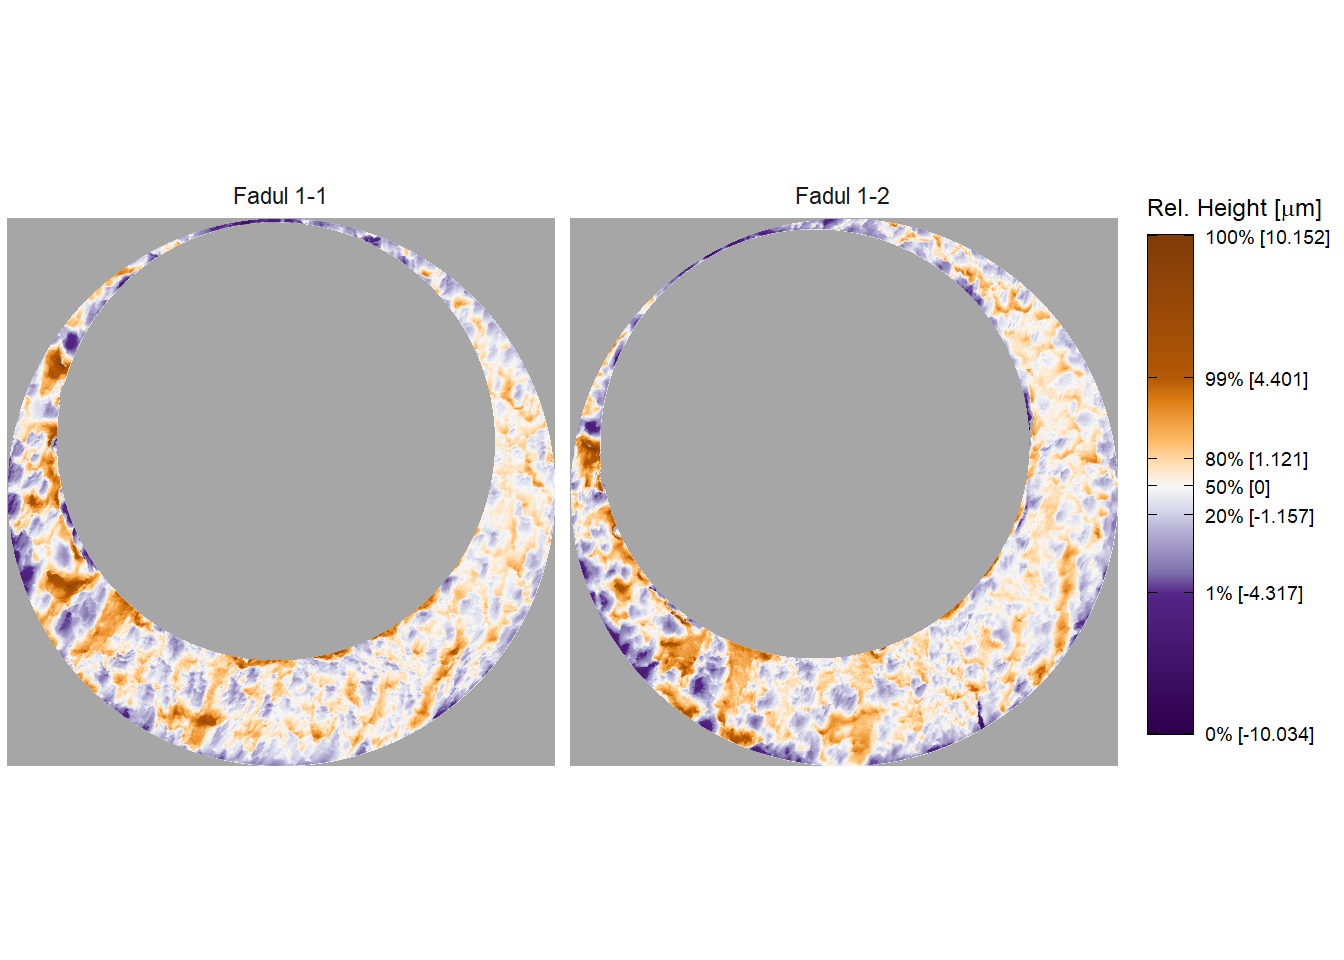 Fadul 1-1
Fadul 1-2
Rel. Height [μm]
100% [10.152]
99% [4.401]
80% [1.121]
50% [0]
20% [-1.157]
1% [-4.317]
0% [-10.034]